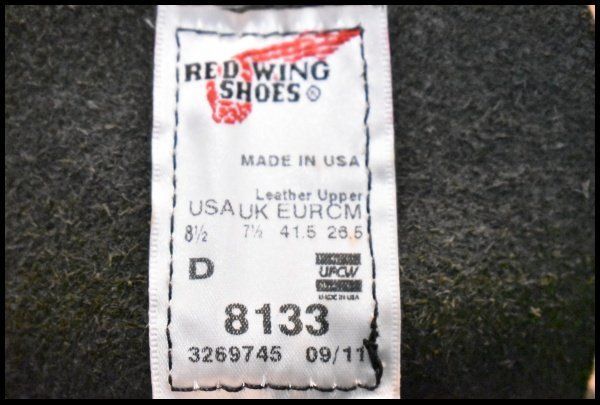 RED WING
SHOES®
MADE IN USA
Leather Upper
USA UK EUR CM
8½ 7½ 41.5 26.5
D
UFCW
MADE IN USA
8133
3269745 09/11